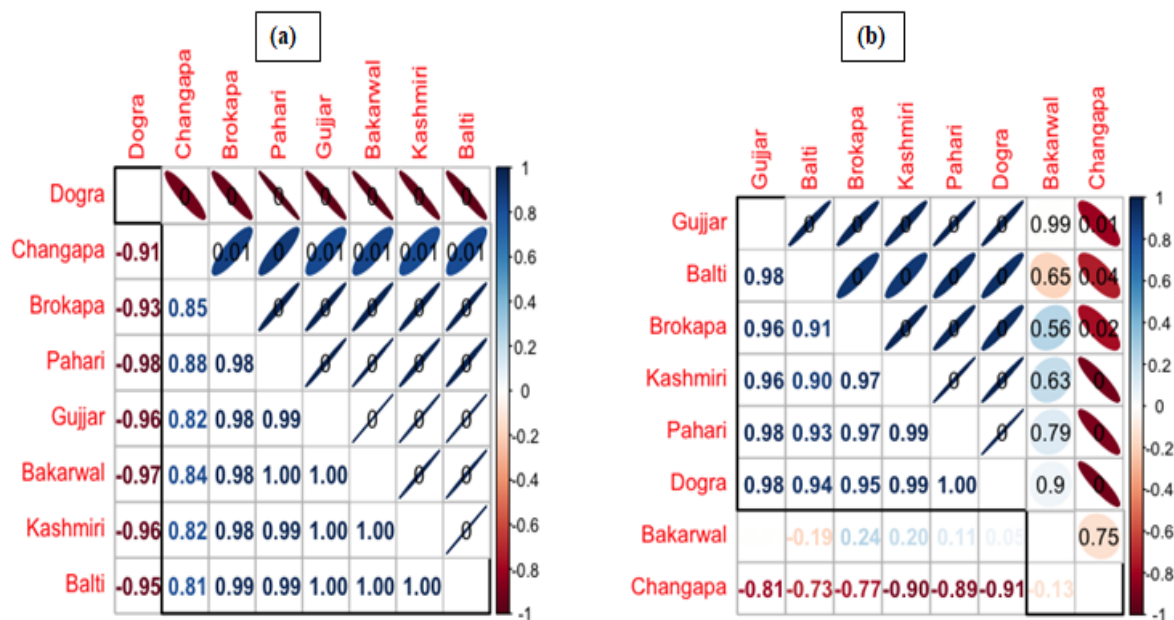 (a)
Dogra Changapa Brokapa Pahari Gujjar Bakarwal Kashmiri Balti
Dogra 0 0 0 0 0 0 0
Changapa -0.91 0.01 0 0.01 0.01 0.01 0.01
Brokapa -0.93 0.85 0 0 0 0 0
Pahari -0.98 0.88 0.98 0 0 0 0
Gujjar -0.96 0.82 0.98 0.99 0 0 0
Bakarwal -0.97 0.84 0.98 1.00 1.00 0 0
Kashmiri -0.96 0.82 0.98 0.99 1.00 1.00 0
Balti -0.95 0.81 0.99 0.99 1.00 1.00 1.00
1
0.8
0.6
0.4
0.2
0
-0.2
-0.4
-0.6
-0.8
-1
(b)
Gujjar Balti Brokapa Kashmiri Pahari Dogra Bakarwal Changapa
Gujjar 0 0 0 0 0 0.99 0.01
Balti 0.98 0 0 0 0 0.65 0.04
Brokapa 0.96 0.91 0 0 0 0.56 0.02
Kashmiri 0.96 0.90 0.97 0 0 0.63 0
Pahari 0.98 0.93 0.97 0.99 0 0.79 0
Dogra 0.98 0.94 0.95 0.99 1.00 0.9 0
Bakarwal -0.19 0.24 0.20 0.11 0.05 0.75
Changapa -0.81 -0.73 -0.77 -0.90 -0.89 -0.91 -0.13
1
0.8
0.6
0.4
0.2
0
-0.2
-0.4
-0.6
-0.8
-1